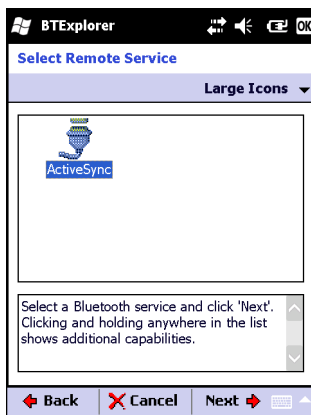 BTExplorer OK
Select Remote Service
Large Icons
ActiveSync
Select a Bluetooth service and click 'Next'.
Clicking and holding anywhere in the list
shows additional capabilities.
Back Cancel Next